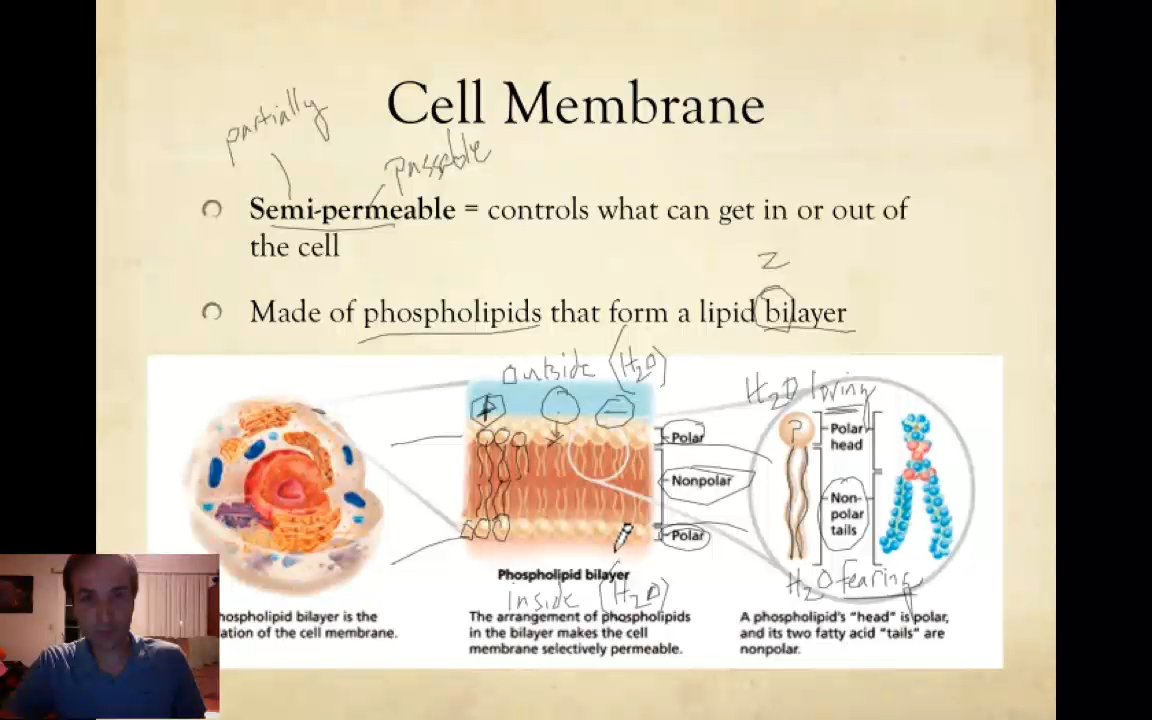 Cell Membrane
partially
passable
Semi-permeable = controls what can get in or out of
the cell
2
Made of phospholipids that form a lipid bilayer
Outside (H2O)
H2O loving
+
−
P
Polar
Nonpolar
Polar
Polar
head
Non-
polar
tails
H2O fearing
Phospholipid bilayer
Inside (H2O)
hospholipid bilayer is the
ation of the cell membrane.
The arrangement of phospholipids
in the bilayer makes the cell
membrane selectively permeable.
A phospholipid's "head" is polar,
and its two fatty acid "tails" are
nonpolar.